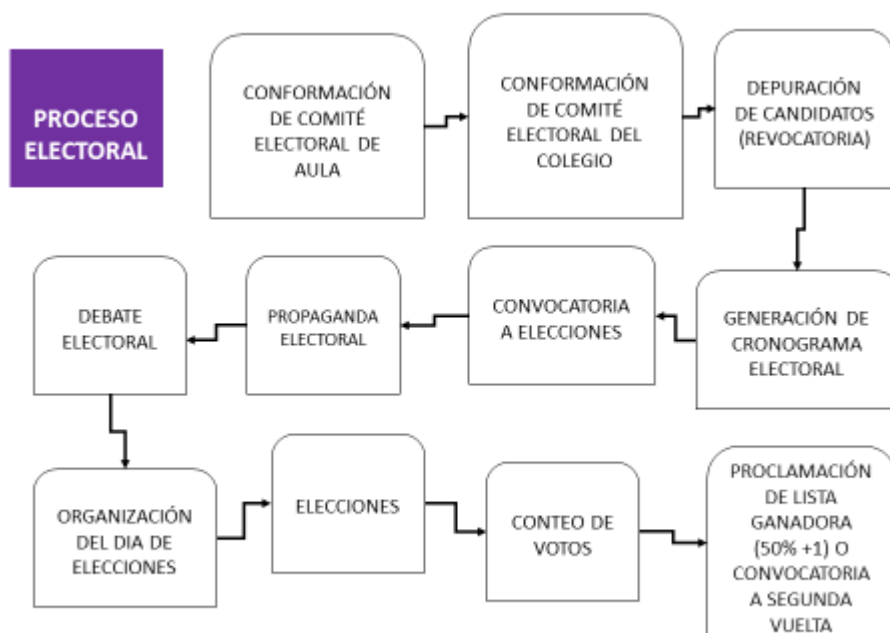 PROCESO
ELECTORAL
CONFORMACIÓN
DE COMITÉ
ELECTORAL DE
AULA
CONFORMACIÓN
DE COMITÉ
ELECTORAL DEL
COLEGIO
DEPURACIÓN
DE CANDIDATOS
(REVOCATORIA)
GENERACIÓN DE
CRONOGRAMA
ELECTORAL
CONVOCATORIA
A ELECCIONES
PROPAGANDA
ELECTORAL
DEBATE
ELECTORAL
ORGANIZACIÓN
DEL DIA DE
ELECCIONES
ELECCIONES
CONTEO DE
VOTOS
PROCLAMACIÓN
DE LISTA
GANADORA
(50% +1) O
CONVOCATORIA
A SEGUNDA
VUELTA